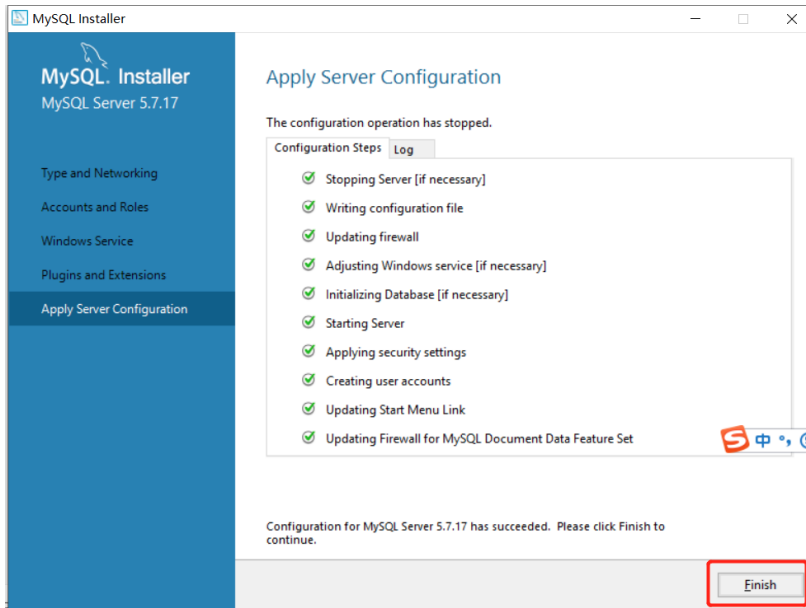 MySQL Installer
MySQL. Installer
MySQL Server 5.7.17
Type and Networking
Accounts and Roles
Windows Service
Plugins and Extensions
Apply Server Configuration
Apply Server Configuration
The configuration operation has stopped.
Configuration Steps Log
Stopping Server [if necessary]
Writing configuration file
Updating firewall
Adjusting Windows service [if necessary]
Initializing Database [if necessary]
Starting Server
Applying security settings
Creating user accounts
Updating Start Menu Link
Updating Firewall for MySQL Document Data Feature Set
S 中 °,
Configuration for MySQL Server 5.7.17 has succeeded. Please click Finish to
continue.
Finish